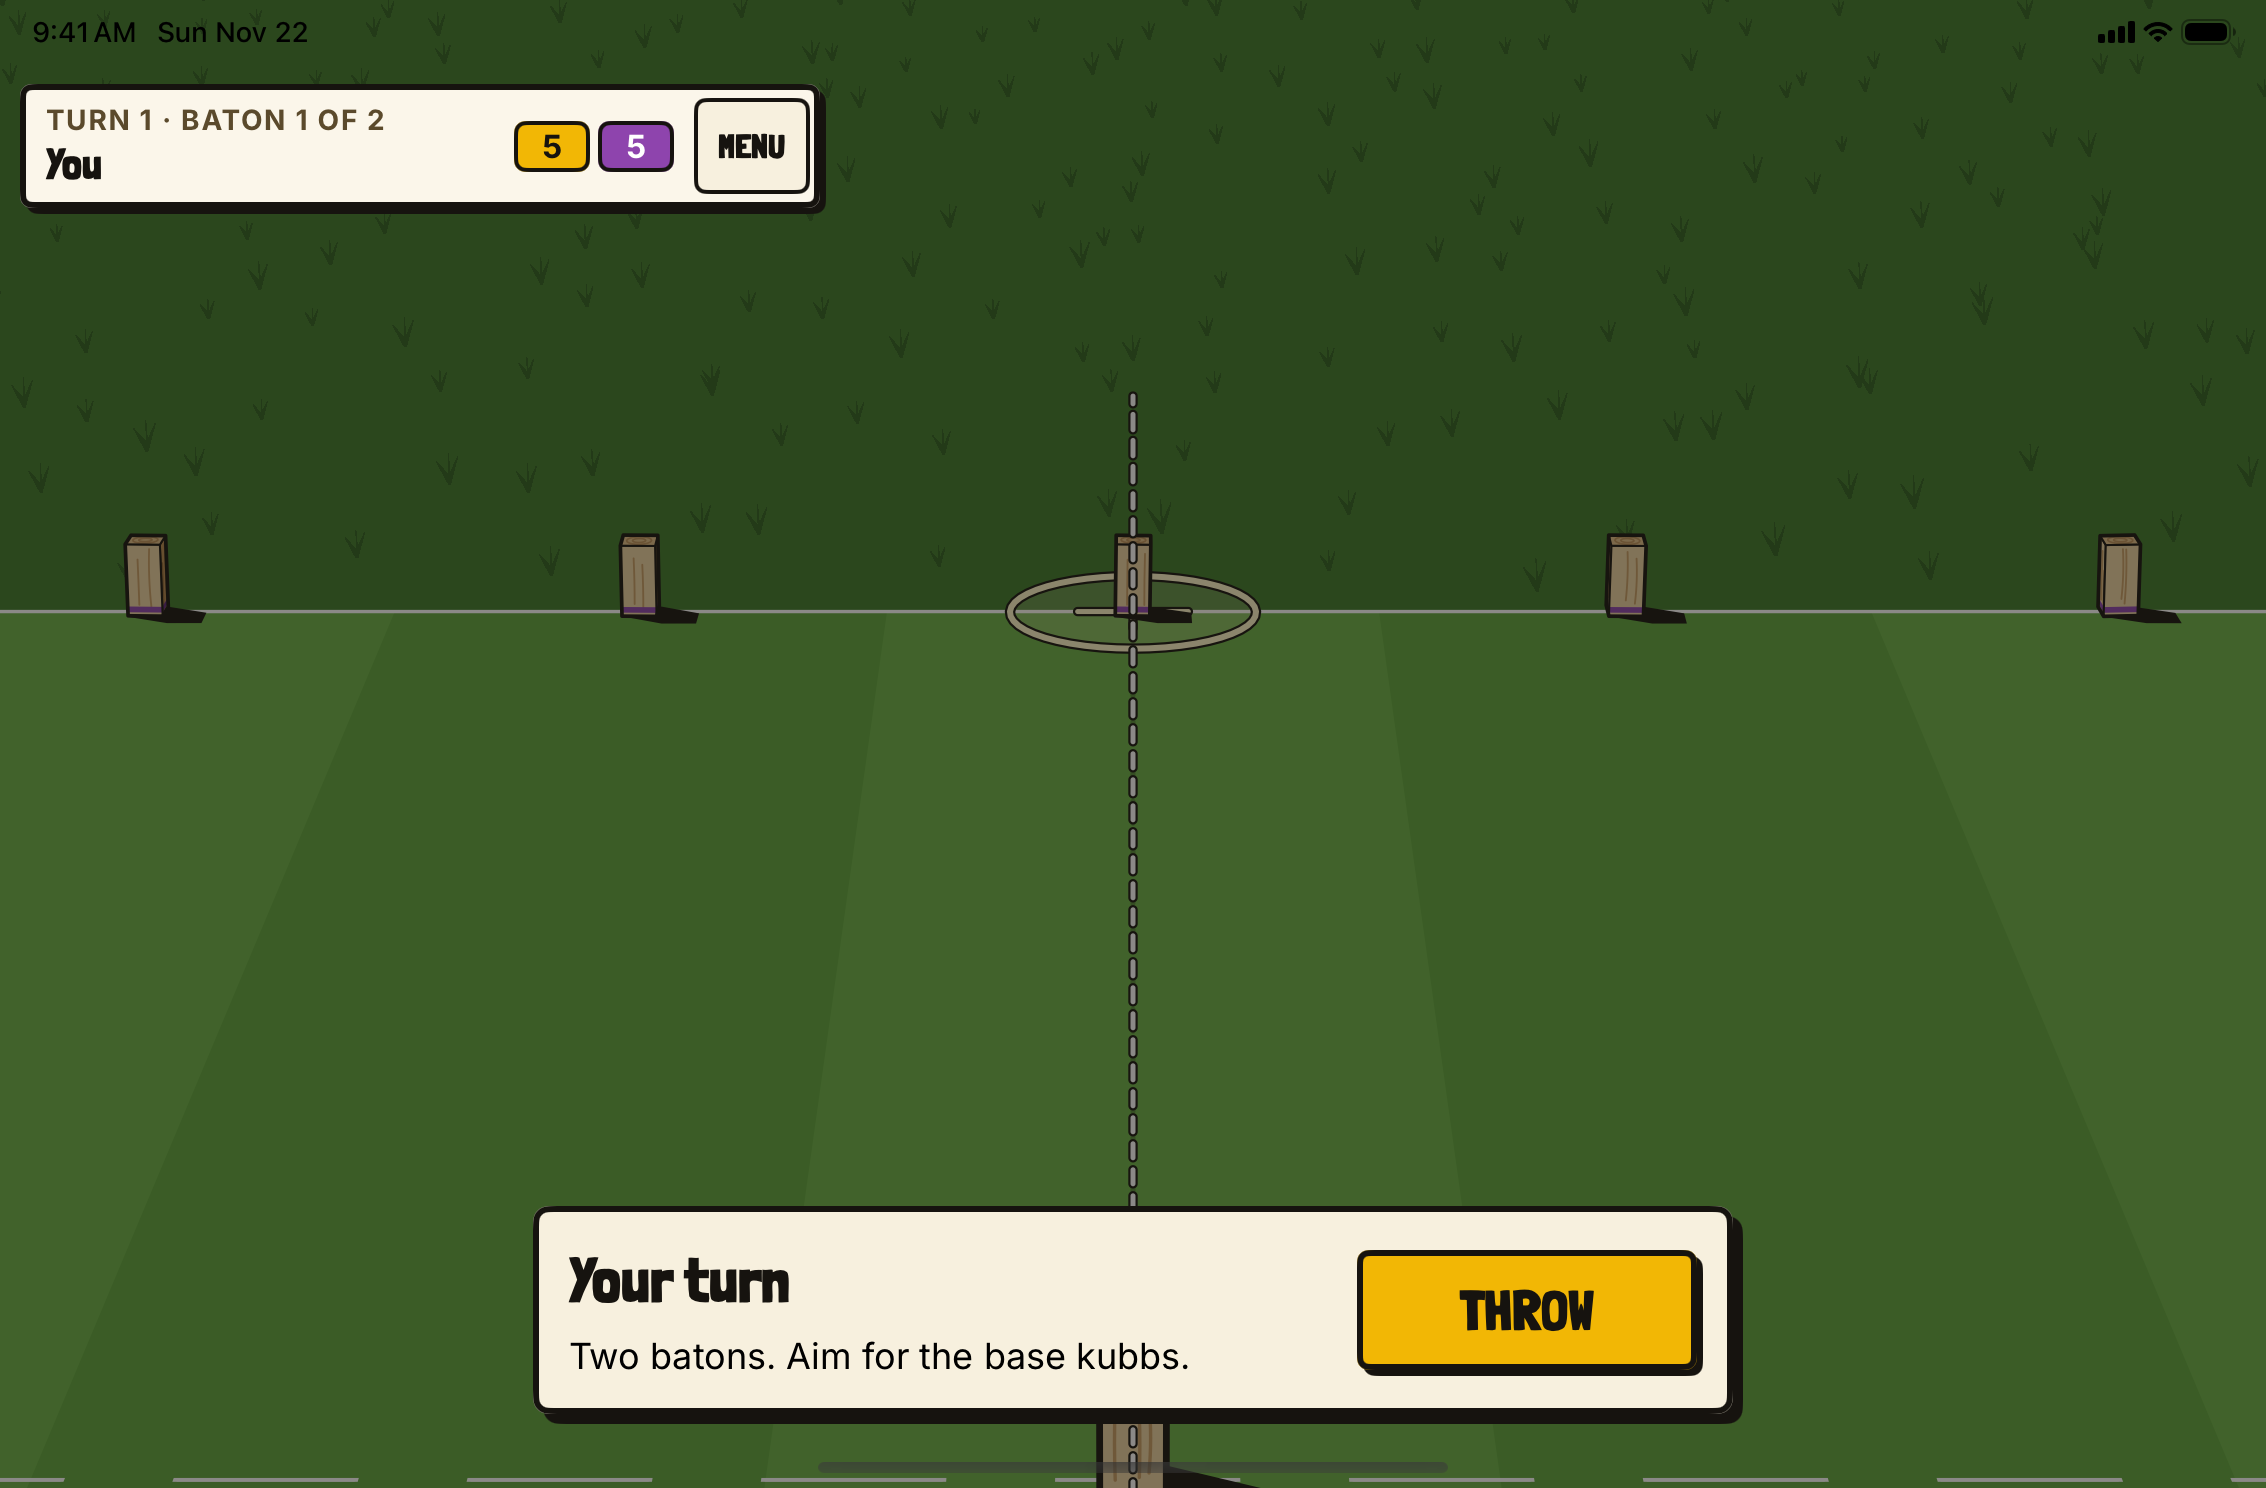 9:41 AM Sun Nov 22
TURN 1 · BATON 1 OF 2
You
5 5
MENU
Your turn
Two batons. Aim for the base kubbs.
THROW